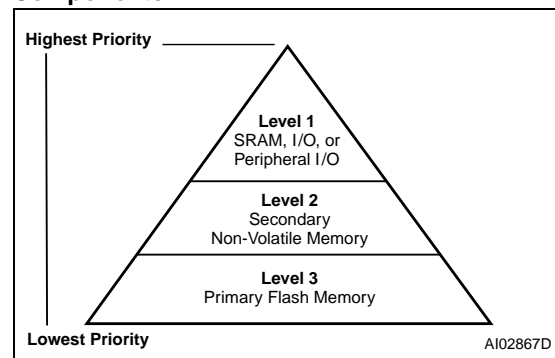 Highest Priority
Level 1
SRAM, I/O, or
Peripheral I/O
Level 2
Secondary
Non-Volatile Memory
Level 3
Primary Flash Memory
Lowest Priority
AI02867D